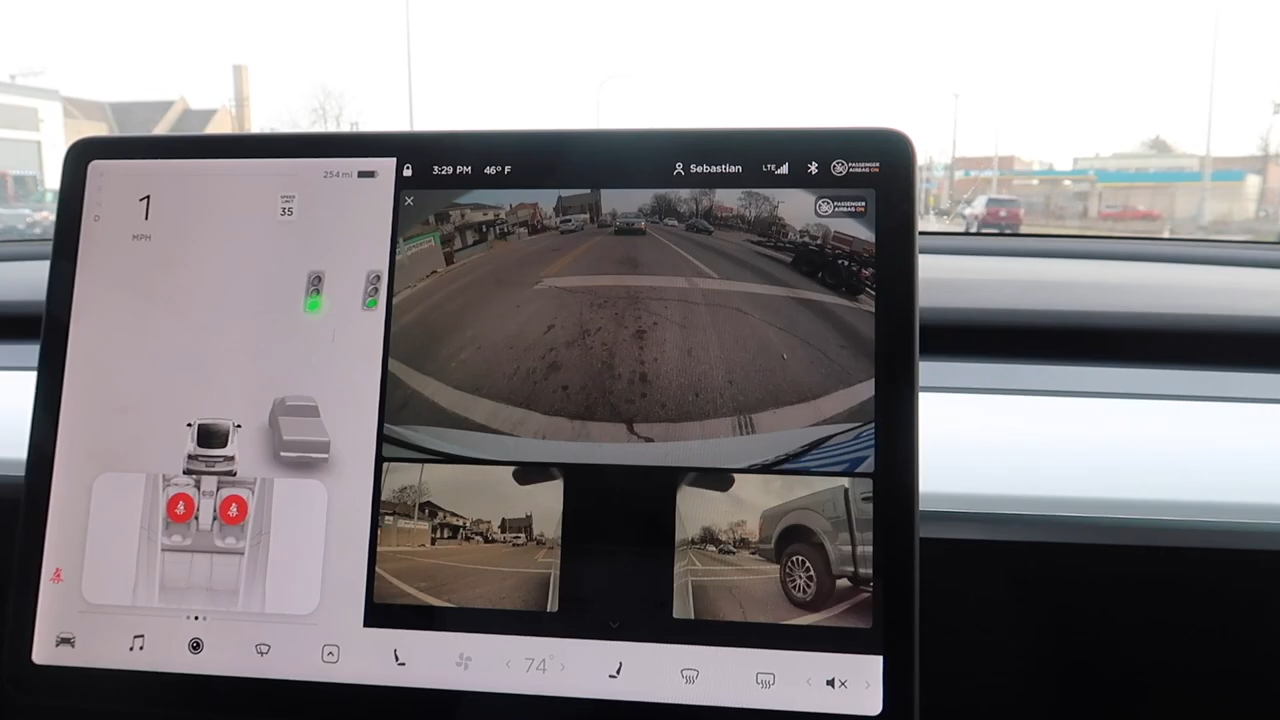 254 mi
1
MPH
SPEED
LIMIT
35
D
3:29 PM 46° F
Sebastian
LTE
PASSENGER
AIRBAG ON
PASSENGER
AIRBAG ON
74°